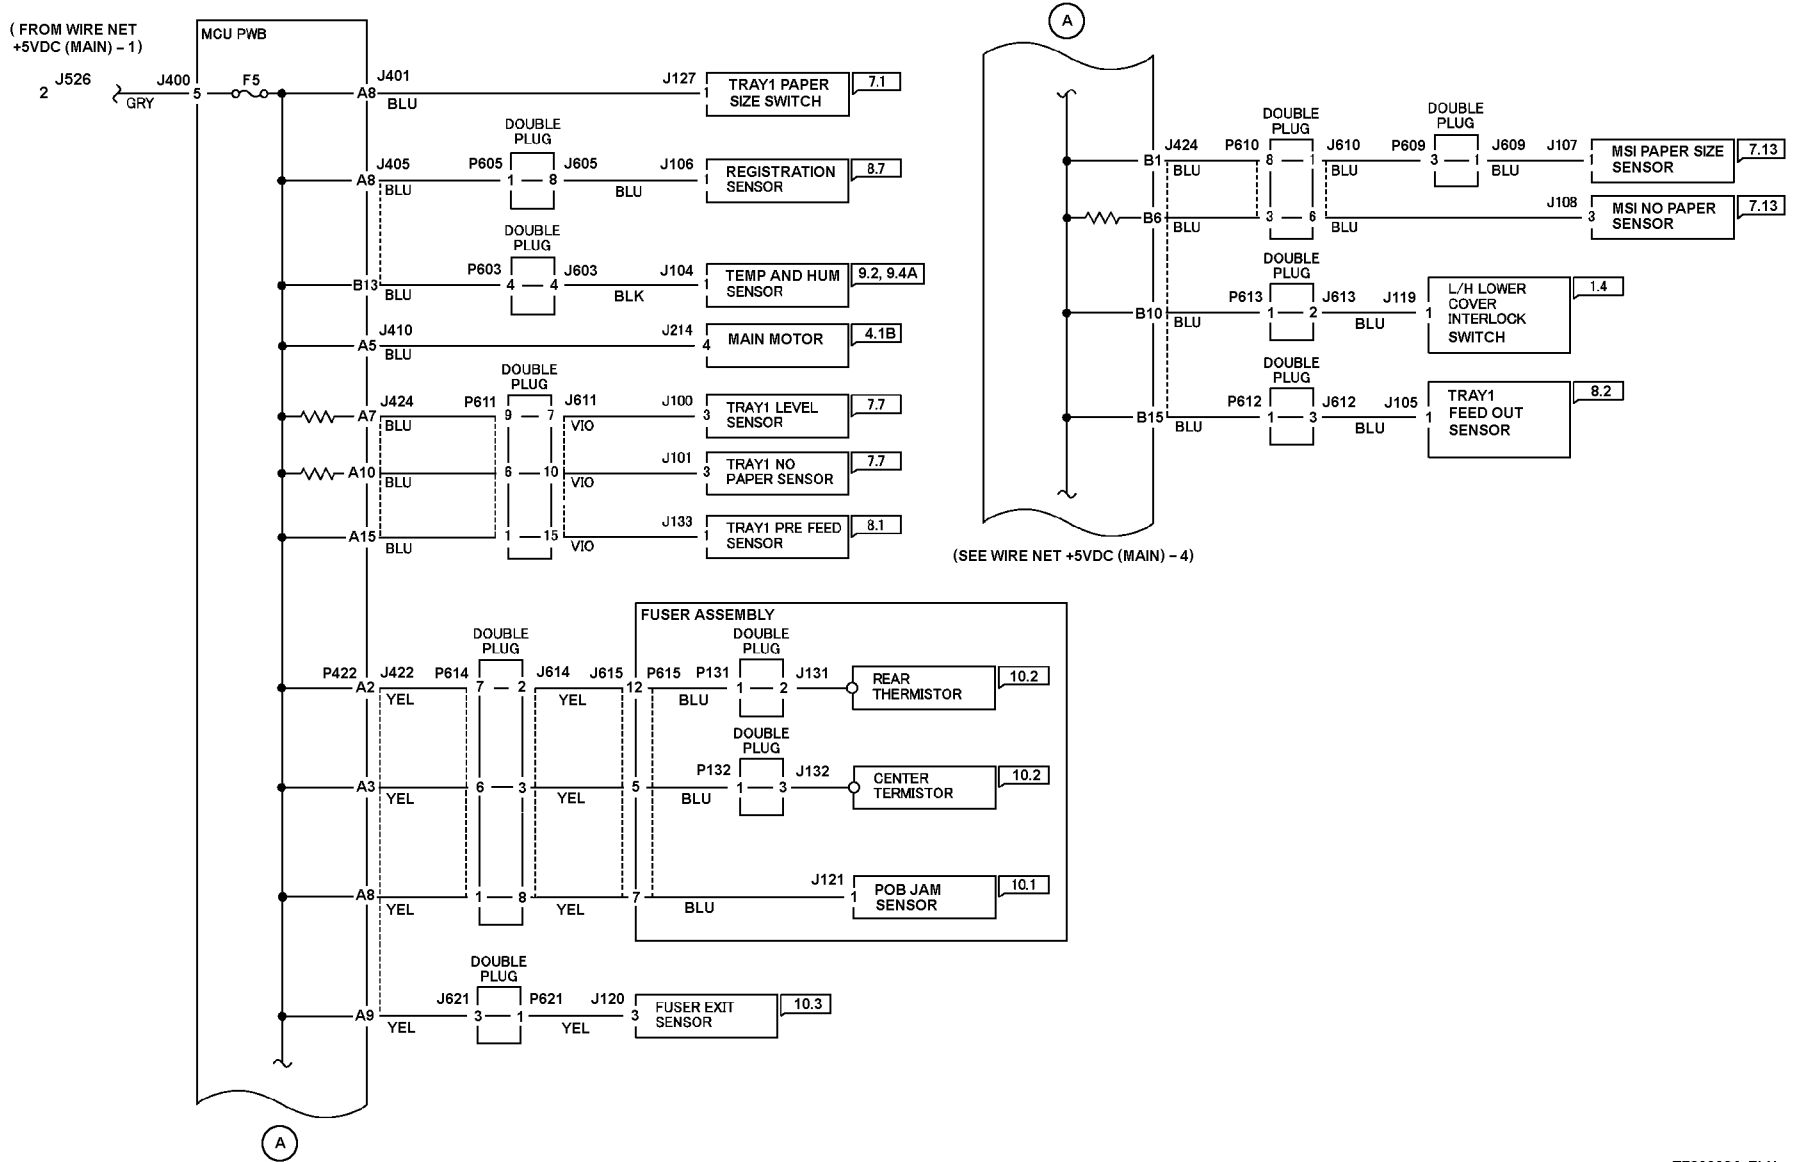 ( FROM WIRE NET
+5VDC (MAIN) – 1)
2 J526
GRY
J400
5
MCU PWB
F5
A8 J401
BLU
J127
1
TRAY1 PAPER
SIZE SWITCH
7.1
A8 J405
BLU
DOUBLE
PLUG
P605 J605
1 8
BLU
J106
1
REGISTRATION
SENSOR
8.7
B13
BLU
DOUBLE
PLUG
P603 J603
4 4
BLK
J104
1
TEMP AND HUM
SENSOR
9.2, 9.4A
A5 J410
BLU
J214
4
MAIN MOTOR
4.1B
A7 J424
BLU
DOUBLE
PLUG
P611 J611
9 7
VIO
J100
3
TRAY1 LEVEL
SENSOR
7.7
A10
BLU
6 10
VIO
J101
3
TRAY1 NO
PAPER SENSOR
7.7
A15
BLU
1 15
VIO
J133
1
TRAY1 PRE FEED
SENSOR
8.1
FUSER ASSEMBLY
P422 J422
A2
YEL
DOUBLE
PLUG
P614 J614
7 2
YEL
J615 P615
12
BLU
DOUBLE
PLUG
P131 J131
1 2
REAR
THERMISTOR
10.2
A3
YEL
6 3
YEL
5
BLU
DOUBLE
PLUG
P132 J132
1 3
CENTER
TERMISTOR
10.2
A8
YEL
1 8
YEL
7
BLU
J121
1
POB JAM
SENSOR
10.1
A9
YEL
DOUBLE
PLUG
J621 P621
3 1
YEL
J120
3
FUSER EXIT
SENSOR
10.3
A
A
B1 J424
BLU
DOUBLE
PLUG
P610 J610
8 1
BLU
DOUBLE
PLUG
P609 J609
3 1
BLU
J107
1
MSI PAPER SIZE
SENSOR
7.13
B6
BLU
3 6
BLU
J108
3
MSI NO PAPER
SENSOR
7.13
B10
BLU
DOUBLE
PLUG
P613 J613
1 2
BLU
J119
1
L/H LOWER
COVER
INTERLOCK
SWITCH
1.4
B15
BLU
DOUBLE
PLUG
P612 J612
1 3
BLU
J105
1
TRAY1
FEED OUT
SENSOR
8.2
(SEE WIRE NET +5VDC (MAIN) – 4)